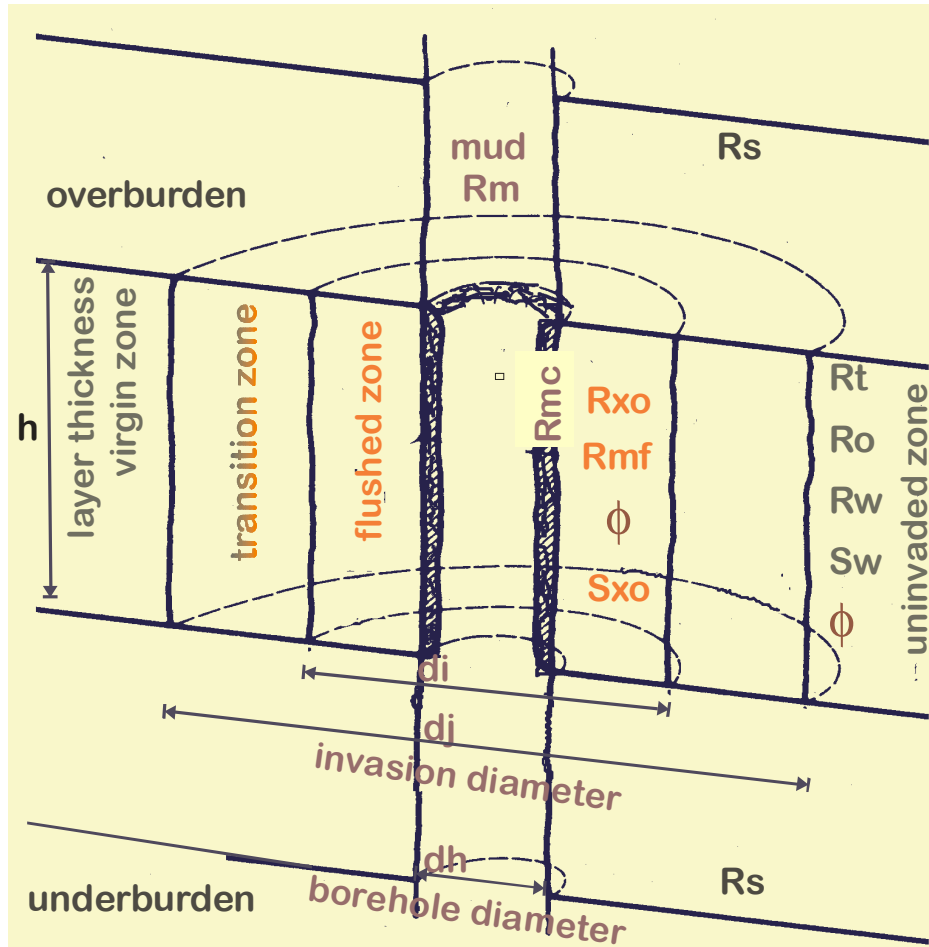 mud
Rm
Rs
overburden
h
layer thickness
virgin zone
transition zone
flushed zone
Rmc
Rxo
Rmf
ϕ
Sxo
Rt
Ro
Rw
Sw
ϕ
uninvaded zone
di
dj
invasion diameter
dh
borehole diameter
underburden
Rs